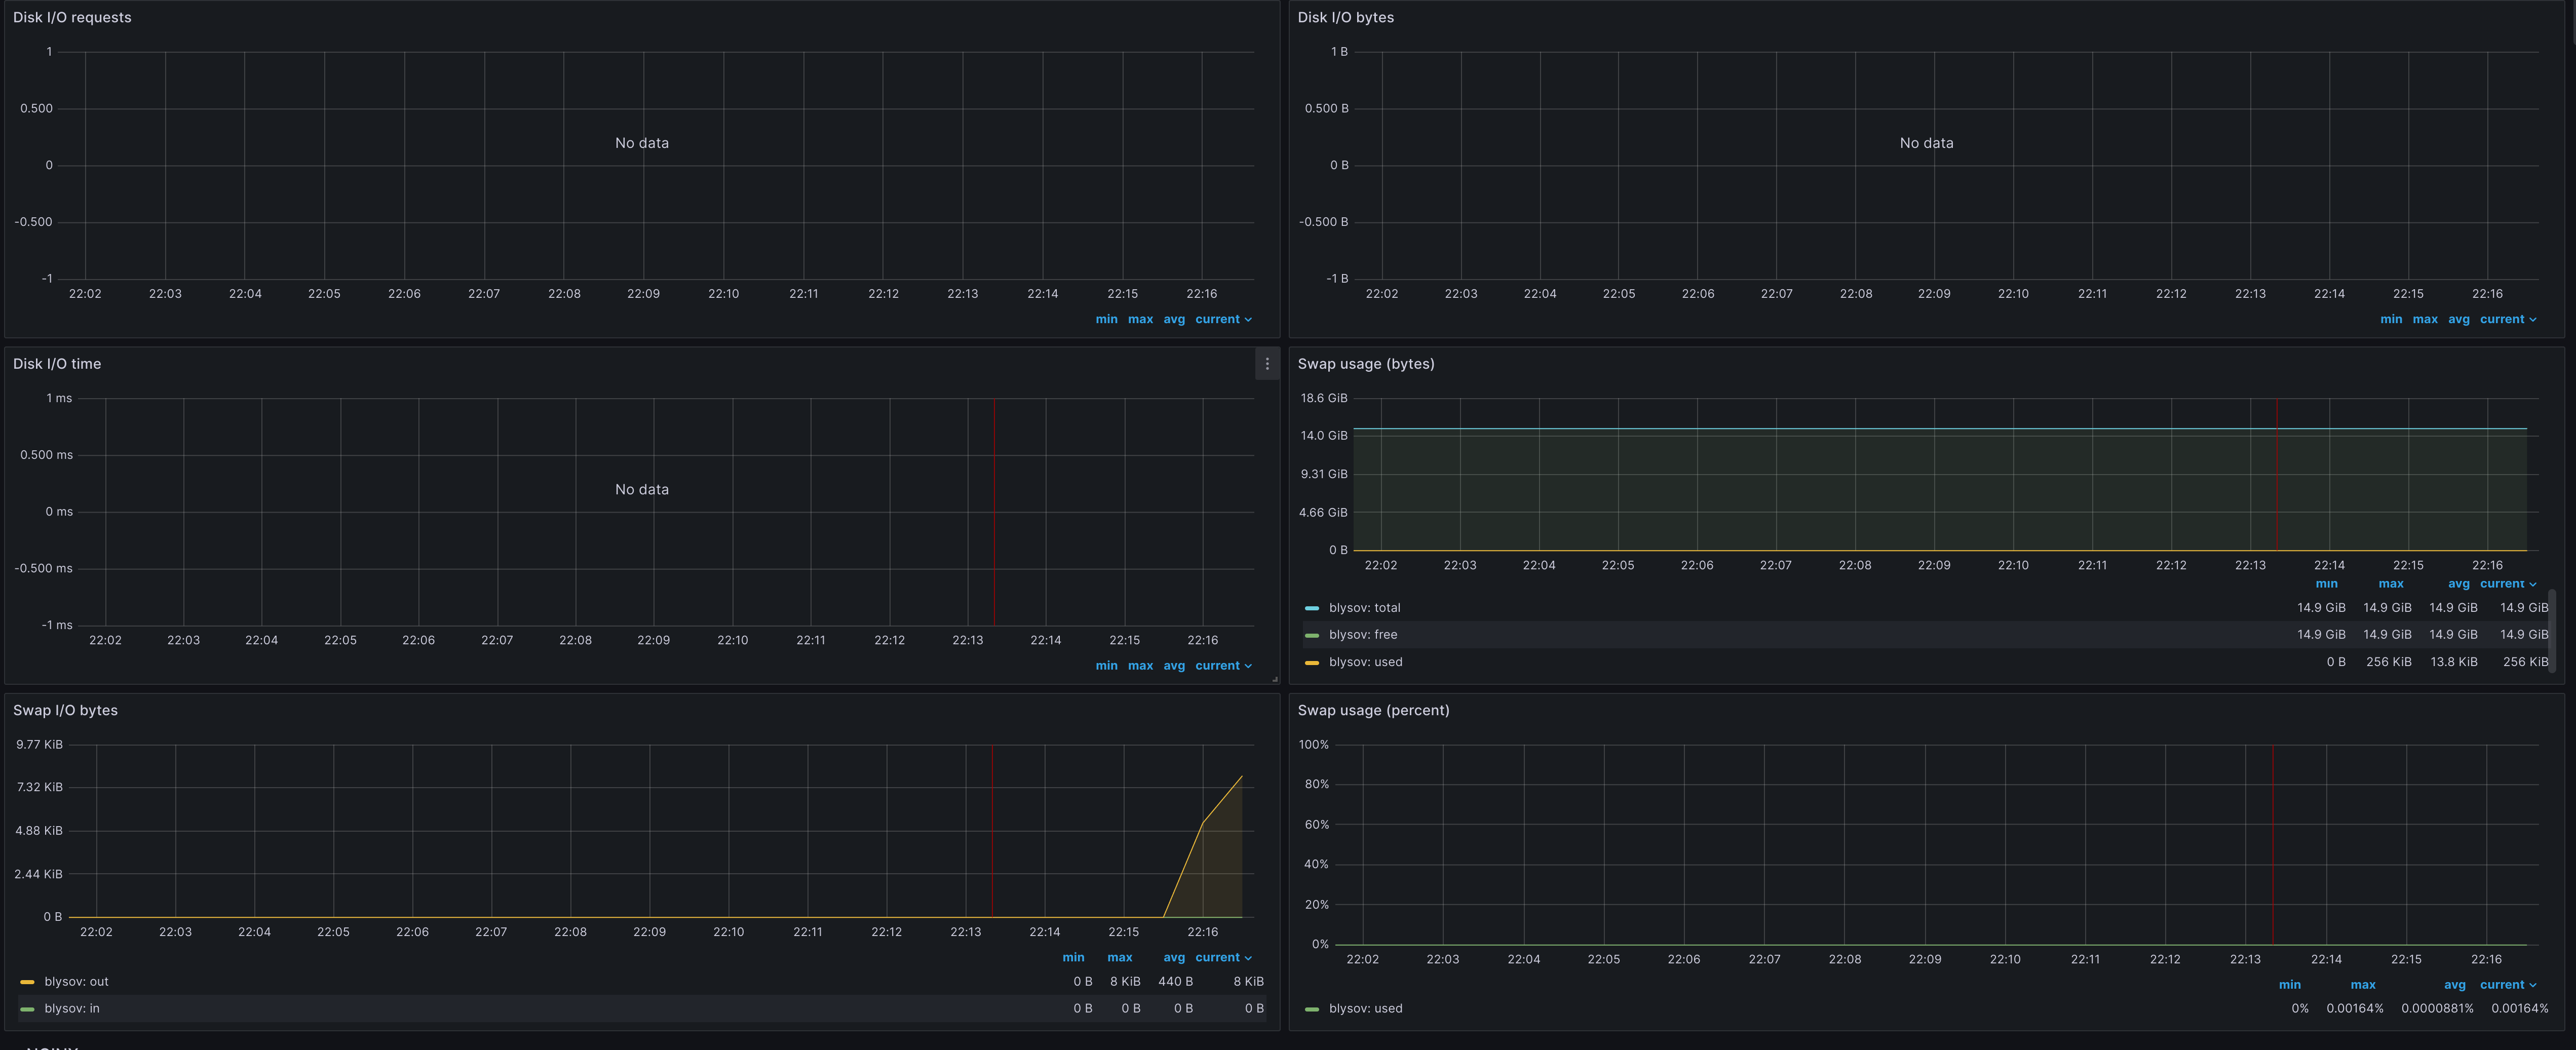 Disk I/O requests
1
0.500
0
-0.500
-1
No data
22:02 22:03 22:04 22:05 22:06 22:07 22:08 22:09 22:10 22:11 22:12 22:13 22:14 22:15 22:16
min max avg current
Disk I/O bytes
1 B
0.500 B
0 B
-0.500 B
-1 B
No data
22:02 22:03 22:04 22:05 22:06 22:07 22:08 22:09 22:10 22:11 22:12 22:13 22:14 22:15 22:16
min max avg current
Disk I/O time
1 ms
0.500 ms
0 ms
-0.500 ms
-1 ms
No data
22:02 22:03 22:04 22:05 22:06 22:07 22:08 22:09 22:10 22:11 22:12 22:13 22:14 22:15 22:16
min max avg current
Swap usage (bytes)
18.6 GiB
14.0 GiB
9.31 GiB
4.66 GiB
0 B
22:02 22:03 22:04 22:05 22:06 22:07 22:08 22:09 22:10 22:11 22:12 22:13 22:14 22:15 22:16
min max avg current
blysov: total 14.9 GiB 14.9 GiB 14.9 GiB 14.9 GiB
blysov: free 14.9 GiB 14.9 GiB 14.9 GiB 14.9 GiB
blysov: used 0 B 256 KiB 13.8 KiB 256 KiB
Swap I/O bytes
9.77 KiB
7.32 KiB
4.88 KiB
2.44 KiB
0 B
22:02 22:03 22:04 22:05 22:06 22:07 22:08 22:09 22:10 22:11 22:12 22:13 22:14 22:15 22:16
min max avg current
blysov: out 0 B 8 KiB 440 B 8 KiB
blysov: in 0 B 0 B 0 B 0 B
Swap usage (percent)
100%
80%
60%
40%
20%
0%
22:02 22:03 22:04 22:05 22:06 22:07 22:08 22:09 22:10 22:11 22:12 22:13 22:14 22:15 22:16
min max avg current
blysov: used 0% 0.00164% 0.0000881% 0.00164%